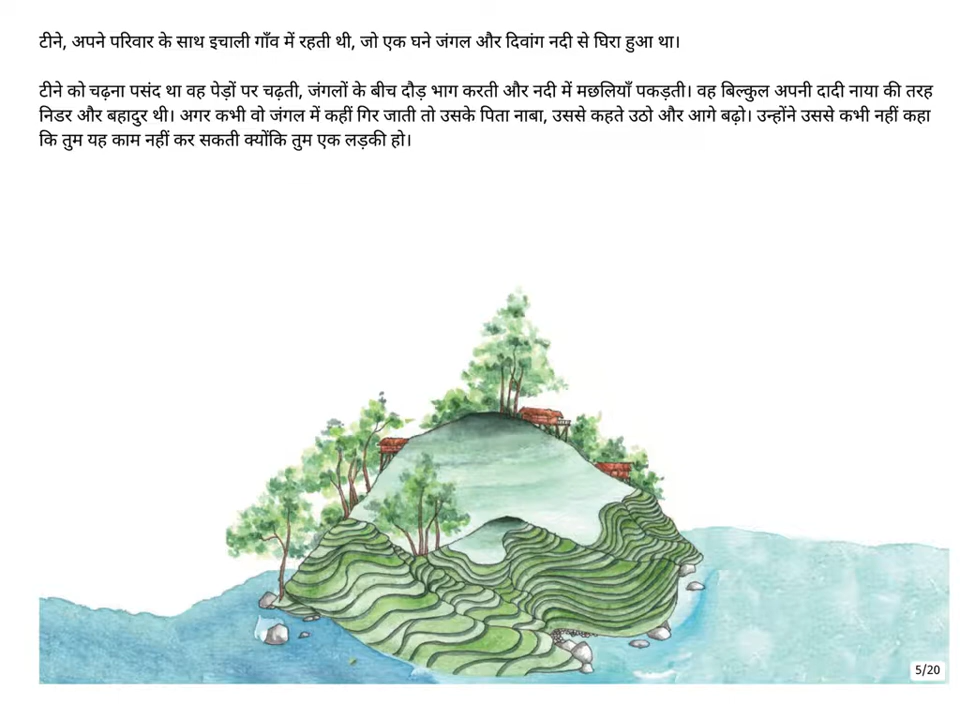 टीने, अपने परिवार के साथ इचाली गाँव में रहती थी, जो एक घने जंगल और दिवांग नदी से घिरा हुआ था।
टीने को चढ़ना पसंद था वह पेड़ों पर चढ़ती, जंगलों के बीच दौड़ भाग करती और नदी में मछलियाँ पकड़ती। वह बिल्कुल अपनी दादी नाया की तरह
निडर और बहादुर थी। अगर कभी वो जंगल में कहीं गिर जाती तो उसके पिता नाबा, उससे कहते उठो और आगे बढ़ो। उन्होंने उससे कभी नहीं कहा
कि तुम यह काम नहीं कर सकती क्योंकि तुम एक लड़की हो।
5/20